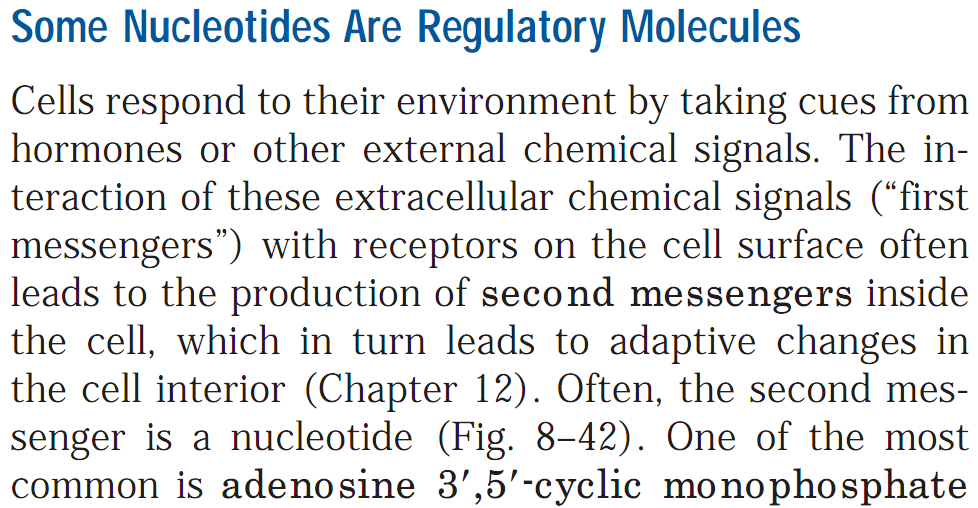 Some Nucleotides Are Regulatory Molecules
Cells respond to their environment by taking cues from
hormones or other external chemical signals. The in-
teraction of these extracellular chemical signals (“first
messengers”) with receptors on the cell surface often
leads to the production of second messengers inside
the cell, which in turn leads to adaptive changes in
the cell interior (Chapter 12). Often, the second mes-
senger is a nucleotide (Fig. 8–42). One of the most
common is adenosine 3′,5′-cyclic monophosphate